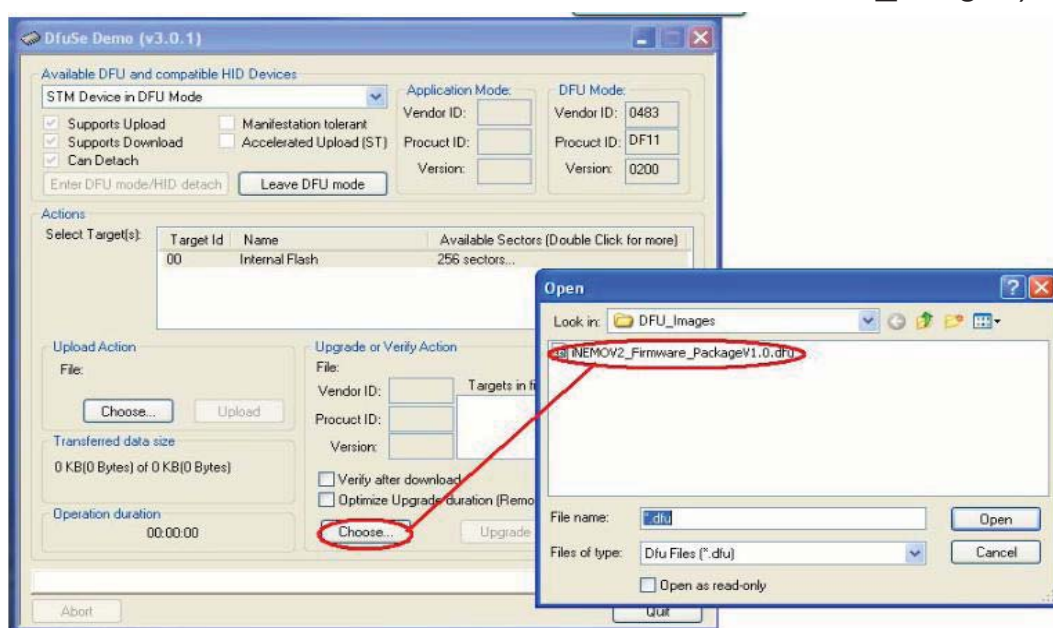 DfuSe Demo (v3.0.1)
Available DFU and compatible HID Devices
STM Device in DFU Mode
Supports Upload
Manifestation tolerant
Supports Download
Accelerated Upload (ST)
Can Detach
Enter DFU mode/HID detach
Leave DFU mode
Application Mode:
Vendor ID:
Procuct ID:
Version:
DFU Mode:
Vendor ID: 0483
Procuct ID: DF11
Version: 0200
Actions
Select Target(s):
Target Id Name Available Sectors (Double Click for more)
00 Internal Flash 256 sectors...
Upload Action
File:
Choose...
Upload
Transferred data size
0 KB(0 Bytes) of 0 KB(0 Bytes)
Operation duration
00:00:00
Upgrade or Verify Action
File:
Vendor ID:
Targets in
Procuct ID:
Version:
Verify after download
Optimize Upgrade duration (Remo
Choose...
Upgrade
Abort
Quit
Open
Look in: DFU_Images
iNEMOV2_Firmware_PackageV1.0.dfu
File name: *.dfu
Open
Files of type: Dfu Files (*.dfu)
Cancel
Open as read-only